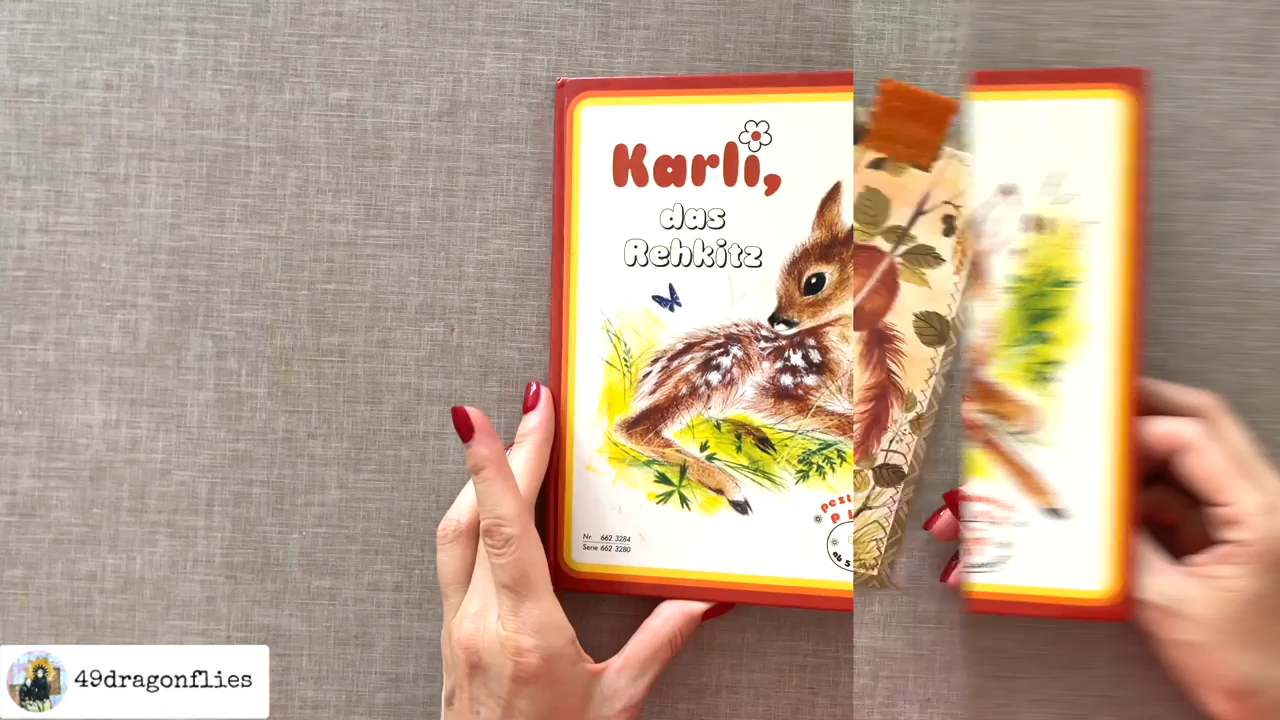 Karli,
das
Rehkitz
Nr. 662 3284
Serie 662 3280
49dragonflies